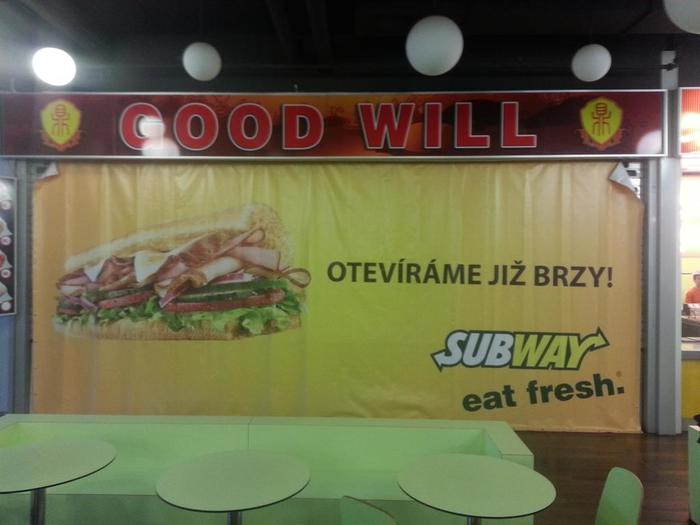 GOOD WILL
OTEVÍRÁME JIŽ BRZY!
SUBWAY
eat fresh.®